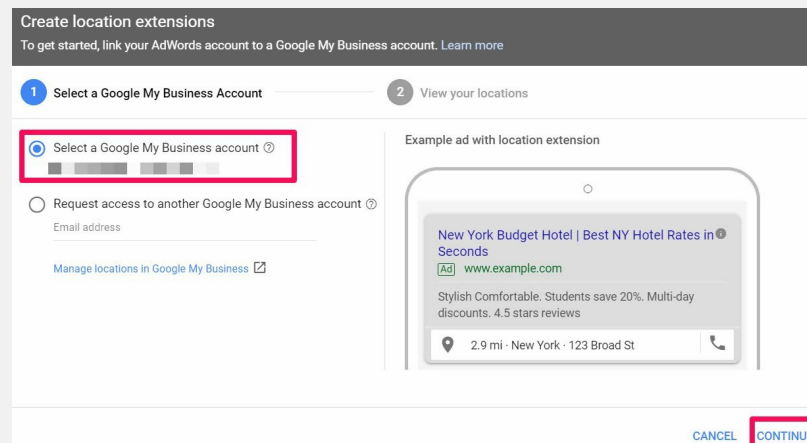 Create location extensions
To get started, link your AdWords account to a Google My Business account. Learn more
1 Select a Google My Business Account
2 View your locations
Select a Google My Business account
Request access to another Google My Business account
Email address
Manage locations in Google My Business
Example ad with location extension
New York Budget Hotel | Best NY Hotel Rates in
Seconds
Ad www.example.com
Stylish Comfortable. Students save 20%. Multi-day
discounts. 4.5 stars reviews
2.9 mi · New York · 123 Broad St
CANCEL CONTINU